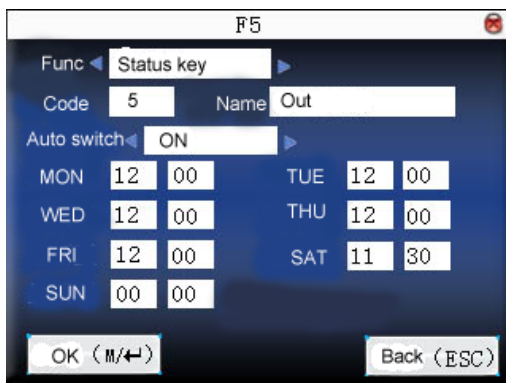 F5
Func Status key
Code 5 Name Out
Auto switch ON
MON 12 00 TUE 12 00
WED 12 00 THU 12 00
FRI 12 00 SAT 11 30
SUN 00 00
OK (M/↵) Back (ESC)